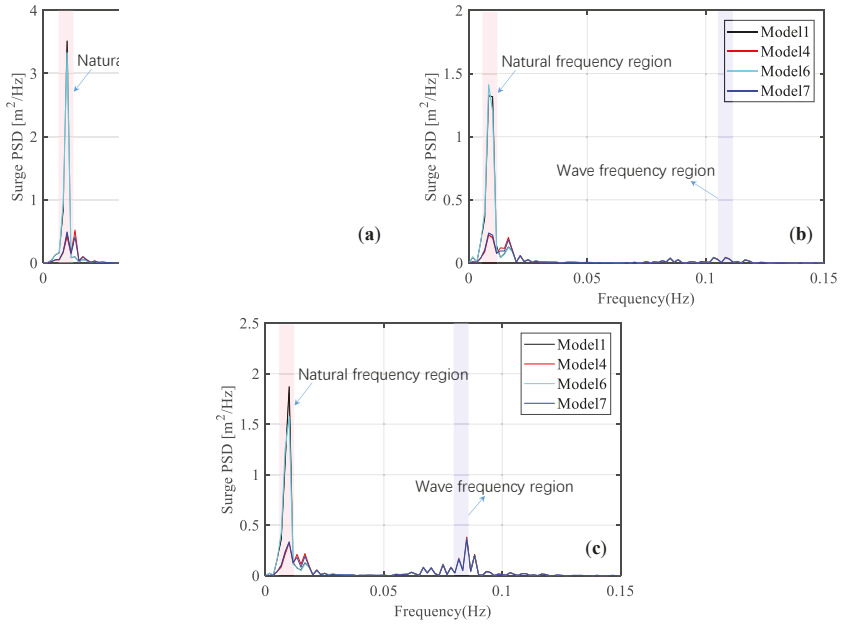 4
3
2
1
0
Surge PSD [m²/Hz]
0
(a)
2
1.5
1
0.5
0
Surge PSD [m²/Hz]
Natural frequency region
Wave frequency region
Model1
Model4
Model6
Model7
(b)
0
0.05
0.1
0.15
Frequency(Hz)
2.5
2
1.5
1
0.5
0
Surge PSD [m²/Hz]
Natural frequency region
Wave frequency region
Model1
Model4
Model6
Model7
(c)
0
0.05
0.1
0.15
Frequency(Hz)